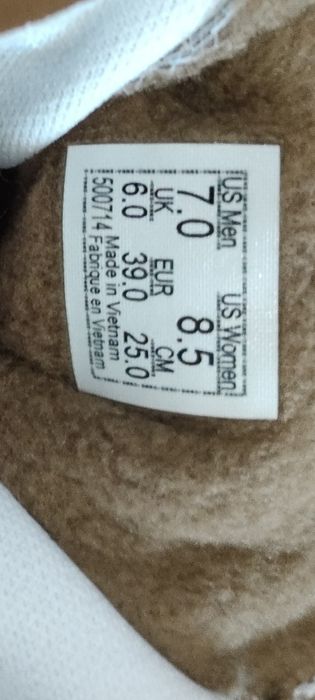 US Men US Women
7.0 8.5
UK EUR CM
6.0 39.0 25.0
500714 Made in Vietnam
Fabrique en Vietnam